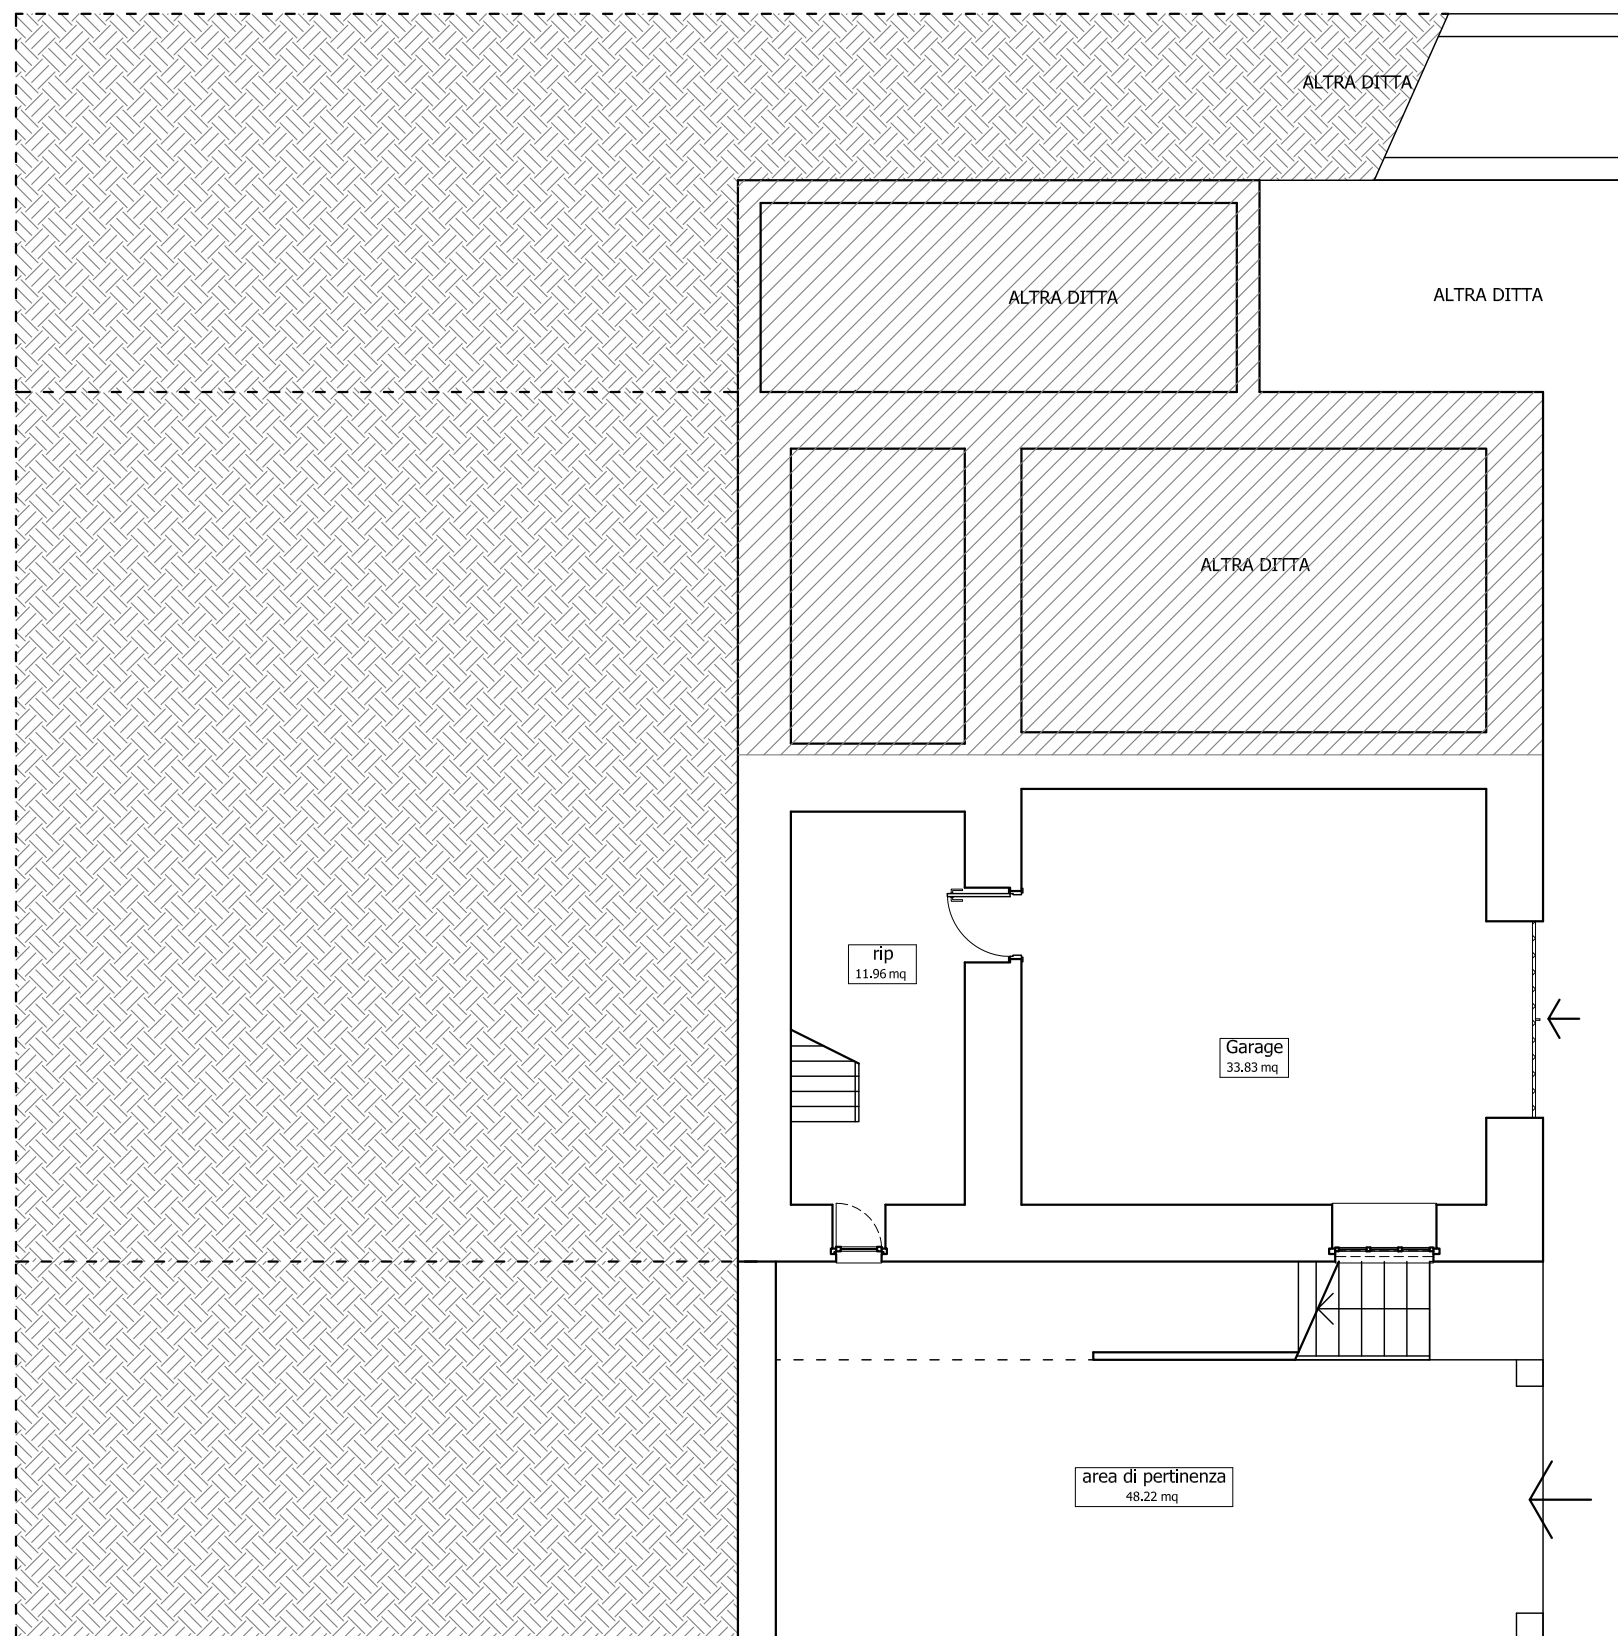 ALTRA DITTA
ALTRA DITTA
ALTRA DITTA
ALTRA DITTA
rip
11.96 mq
Garage
33.83 mq
area di pertinenza
48.22 mq